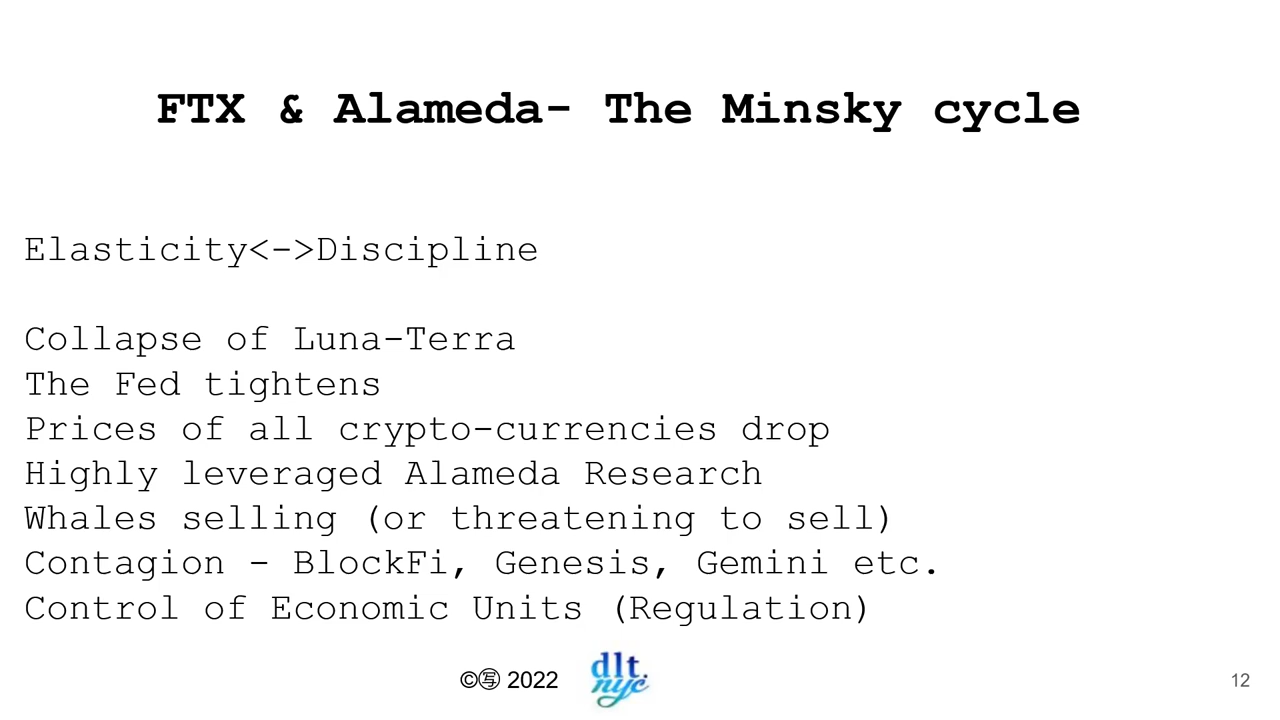 FTX & Alameda- The Minsky cycle
Elasticity<->Discipline
Collapse of Luna-Terra
The Fed tightens
Prices of all crypto-currencies drop
Highly leveraged Alameda Research
Whales selling (or threatening to sell)
Contagion - BlockFi, Genesis, Gemini etc.
Control of Economic Units (Regulation)
©㊢ 2022
dlt.
nyc
12